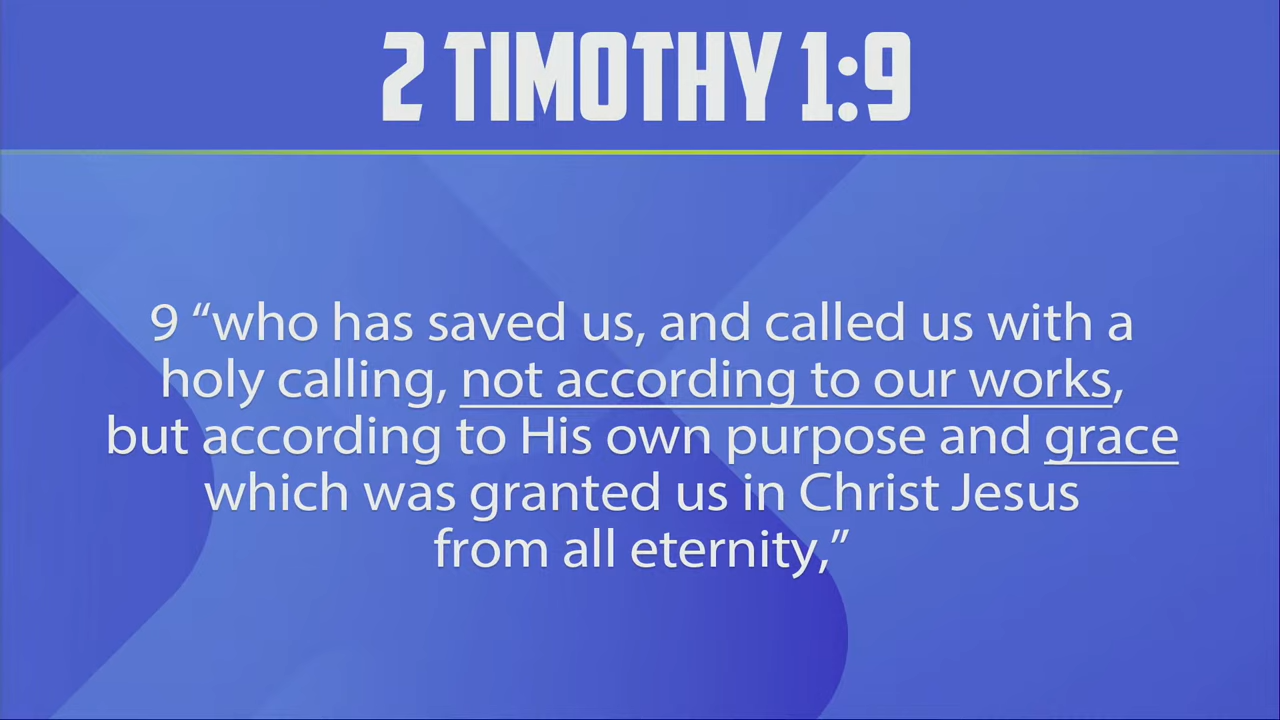 2 TIMOTHY 1:9
9 “who has saved us, and called us with a
holy calling, not according to our works,
but according to His own purpose and grace
which was granted us in Christ Jesus
from all eternity,”